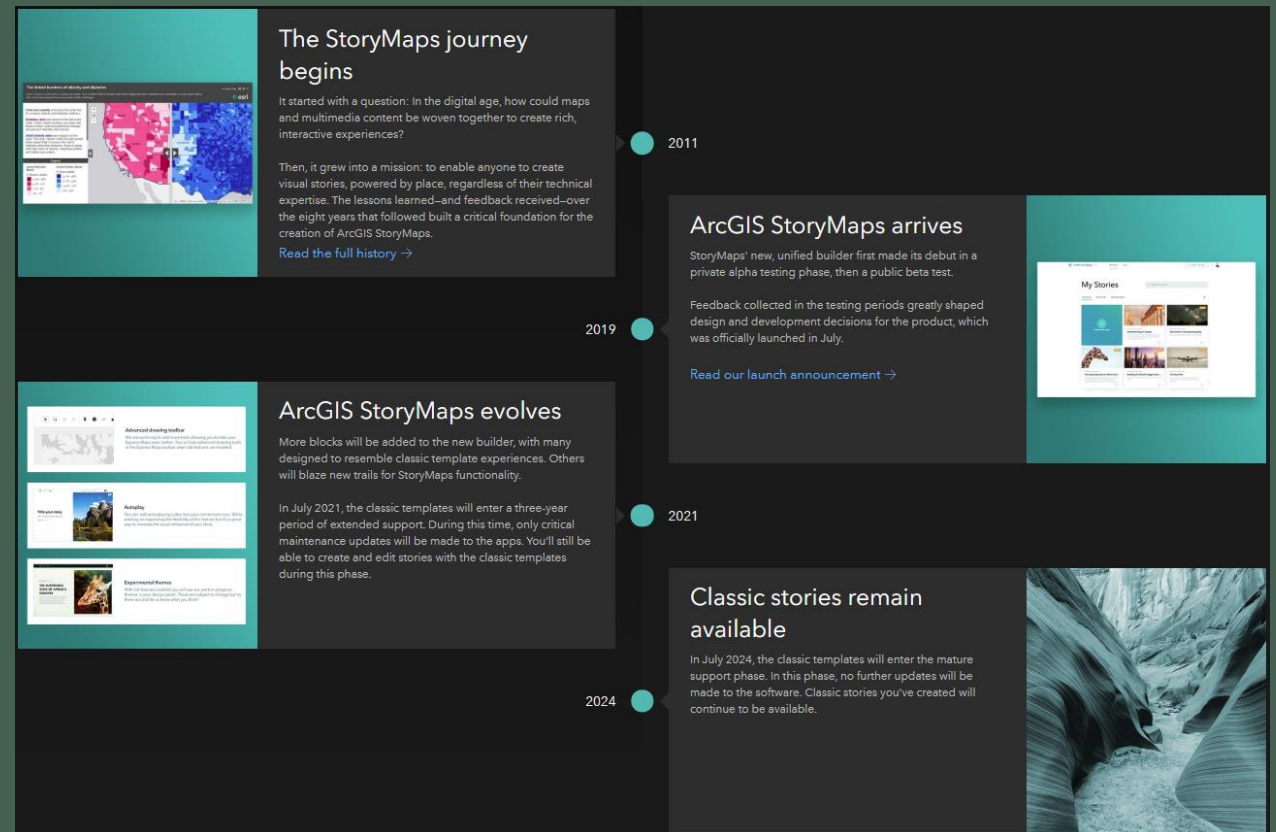 The StoryMaps journey
begins
It started with a question: In the digital age, how could maps
and multimedia content be woven together to create rich,
interactive experiences?
Then, it grew into a mission: to enable anyone to create
visual stories, powered by place, regardless of their technical
expertise. The lessons learned—and feedback received—over
the eight years that followed built a critical foundation for the
creation of ArcGIS StoryMaps.
Read the full history →
2011
ArcGIS StoryMaps arrives
StoryMaps' new, unified builder first made its debut in a
private alpha testing phase, then a public beta test.
Feedback collected in the testing periods greatly shaped
design and development decisions for the product, which
was officially launched in July.
Read our launch announcement →
My Stories
2019
ArcGIS StoryMaps evolves
More blocks will be added to the new builder, with many
designed to resemble classic template experiences. Others
will blaze new trails for StoryMaps functionality.
In July 2021, the classic templates will enter a three-year
period of extended support. During this time, only critical
maintenance updates will be made to the apps. You'll still be
able to create and edit stories with the classic templates
during this phase.
Advanced drawing toolbar
Autoplay
Experimental themes
2021
Classic stories remain
available
In July 2024, the classic templates will enter the mature
support phase. In this phase, no further updates will be
made to the software. Classic stories you've created will
continue to be available.
2024